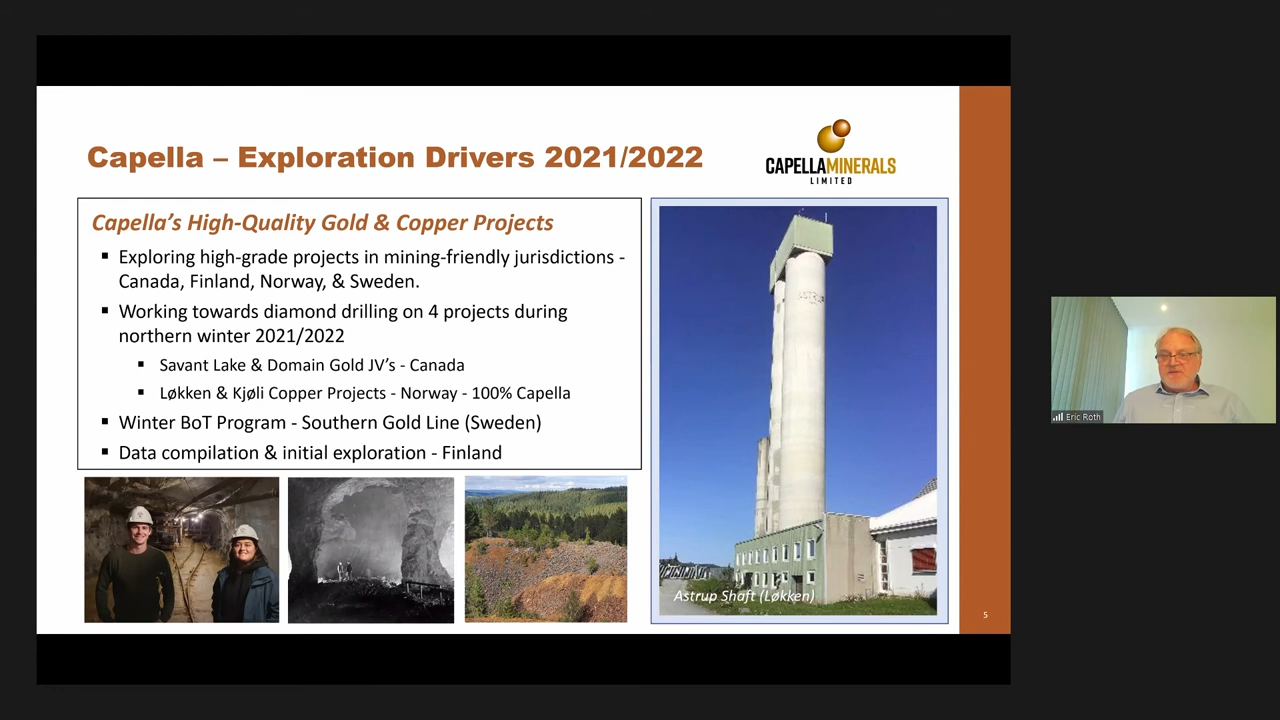 Capella – Exploration Drivers 2021/2022
CAPELLAMINERALS
LIMITED
Capella's High-Quality Gold & Copper Projects
▪ Exploring high-grade projects in mining-friendly jurisdictions -
Canada, Finland, Norway, & Sweden.
▪ Working towards diamond drilling on 4 projects during
northern winter 2021/2022
▪ Savant Lake & Domain Gold JV's - Canada
▪ Løkken & Kjøli Copper Projects - Norway - 100% Capella
▪ Winter BoT Program - Southern Gold Line (Sweden)
▪ Data compilation & initial exploration - Finland
ASTRUP
Astrup Shaft (Løkken)
5
Eric Roth